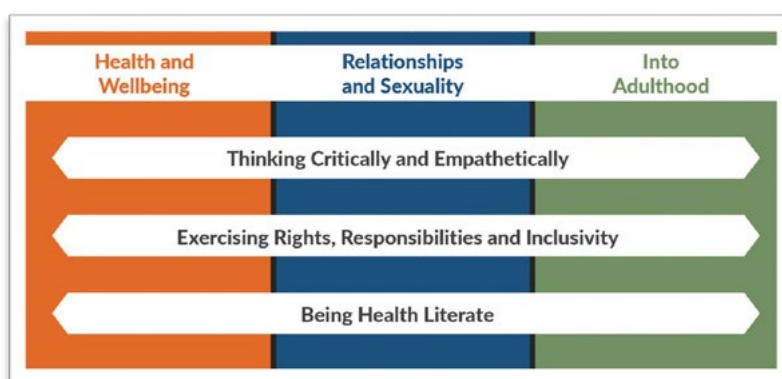 Health and
Wellbeing
Relationships
and Sexuality
Into
Adulthood
Thinking Critically and Empathetically
Exercising Rights, Responsibilities and Inclusivity
Being Health Literate